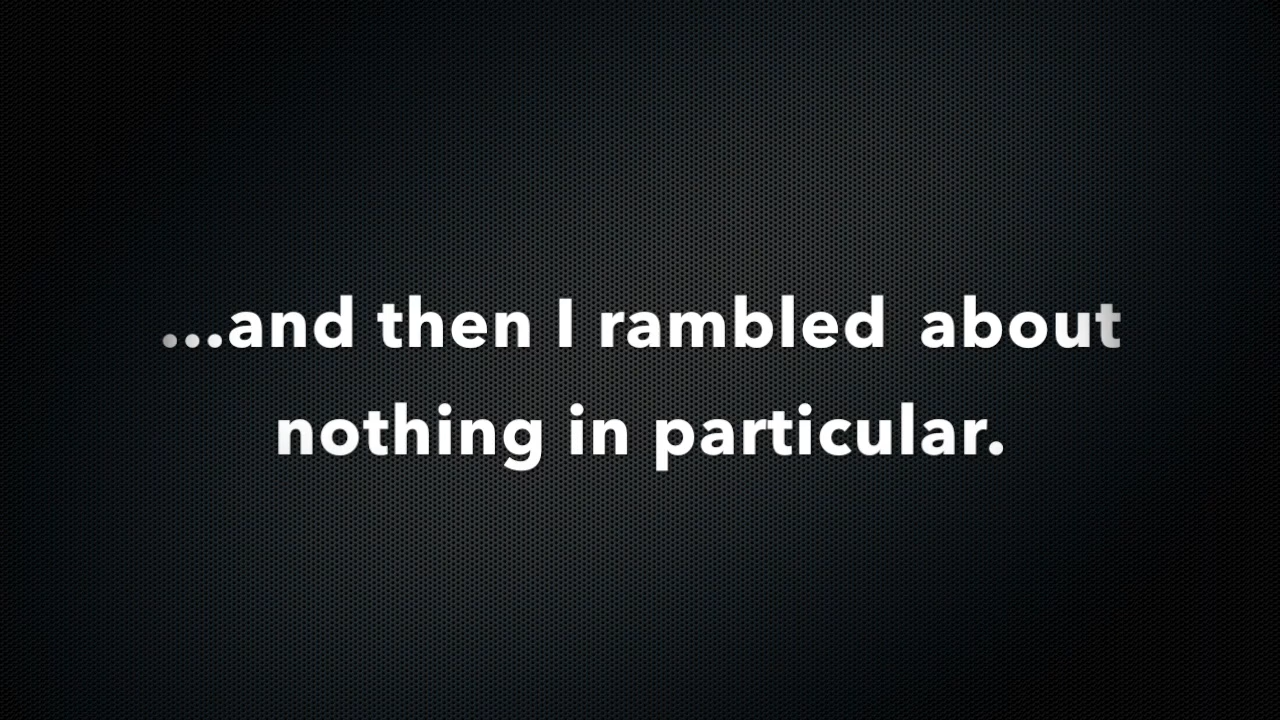 ...and then I rambled about
nothing in particular.